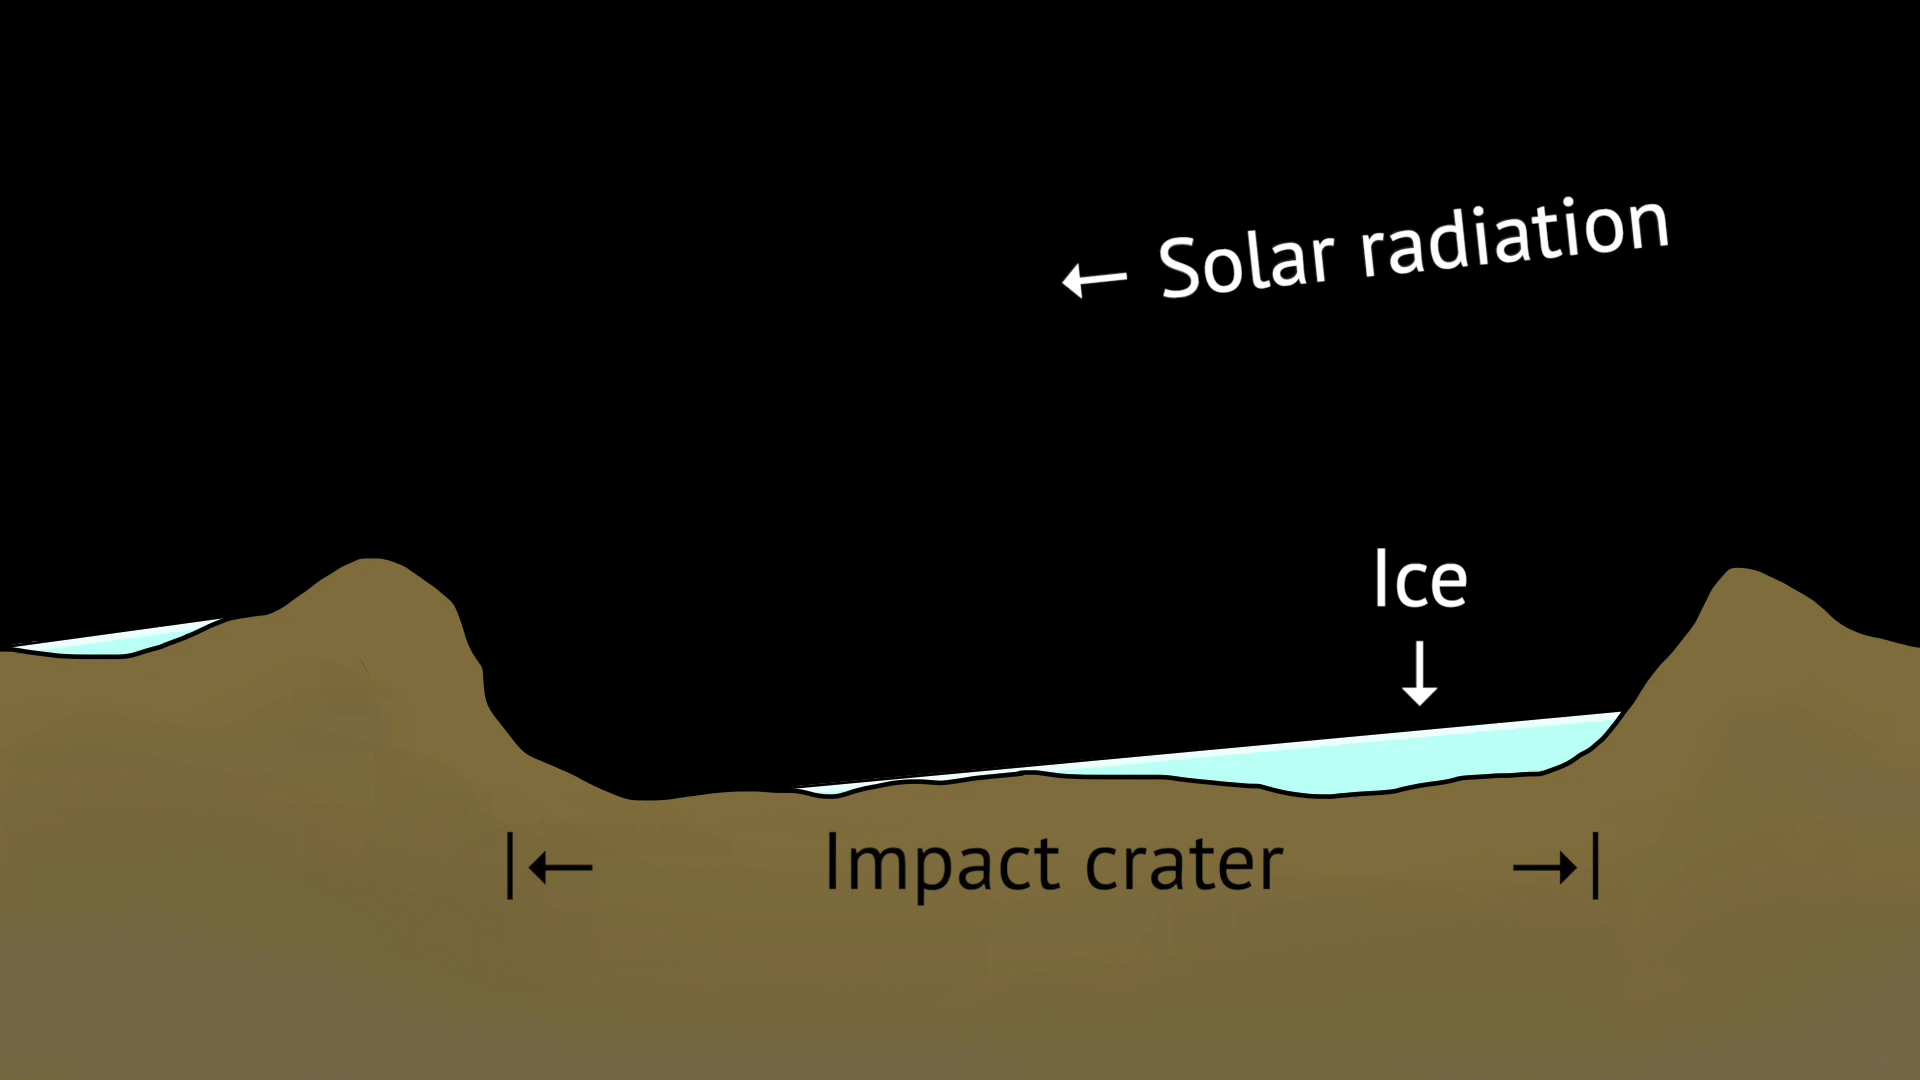 ← Solar radiation
Ice
↓
|← Impact crater →|